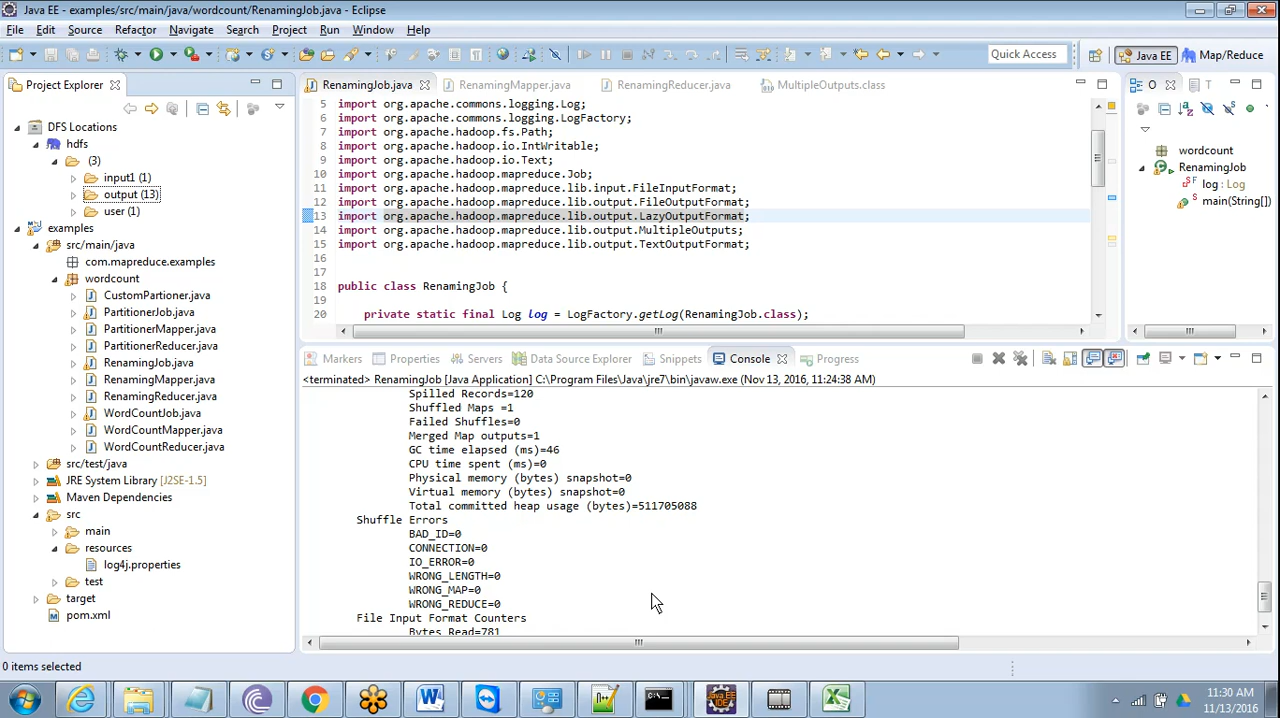 Java EE - examples/src/main/java/wordcount/RenamingJob.java - Eclipse
File Edit Source Refactor Navigate Search Project Run Window Help
Quick Access
Java EE
Map/Reduce
Project Explorer
DFS Locations
hdfs
(3)
input1 (1)
output (13)
user (1)
examples
src/main/java
com.mapreduce.examples
wordcount
CustomPartioner.java
PartitionerJob.java
PartitionerMapper.java
PartitionerReducer.java
RenamingJob.java
RenamingMapper.java
RenamingReducer.java
WordCountJob.java
WordCountMapper.java
WordCountReducer.java
src/test/java
JRE System Library [J2SE-1.5]
Maven Dependencies
src
main
resources
log4j.properties
test
target
pom.xml
RenamingJob.java RenamingMapper.java RenamingReducer.java MultipleOutputs.class
5 import org.apache.commons.logging.Log;
6 import org.apache.commons.logging.LogFactory;
7 import org.apache.hadoop.fs.Path;
8 import org.apache.hadoop.io.IntWritable;
9 import org.apache.hadoop.io.Text;
10 import org.apache.hadoop.mapreduce.Job;
11 import org.apache.hadoop.mapreduce.lib.input.FileInputFormat;
12 import org.apache.hadoop.mapreduce.lib.output.FileOutputFormat;
13 import org.apache.hadoop.mapreduce.lib.output.LazyOutputFormat;
14 import org.apache.hadoop.mapreduce.lib.output.MultipleOutputs;
15 import org.apache.hadoop.mapreduce.lib.output.TextOutputFormat;
16
17
18 public class RenamingJob {
19
20 private static final Log log = LogFactory.getLog(RenamingJob.class);
O T
wordcount
RenamingJob
log : Log
main(String[]
Markers Properties Servers Data Source Explorer Snippets Console Progress
<terminated> RenamingJob [Java Application] C:\Program Files\Java\jre7\bin\javaw.exe (Nov 13, 2016, 11:24:38 AM)
Spilled Records=120
Shuffled Maps =1
Failed Shuffles=0
Merged Map outputs=1
GC time elapsed (ms)=46
CPU time spent (ms)=0
Physical memory (bytes) snapshot=0
Virtual memory (bytes) snapshot=0
Total committed heap usage (bytes)=511705088
Shuffle Errors
BAD_ID=0
CONNECTION=0
IO_ERROR=0
WRONG_LENGTH=0
WRONG_MAP=0
WRONG_REDUCE=0
File Input Format Counters
Bytes Read=781
0 items selected
11:30 AM
11/13/2016